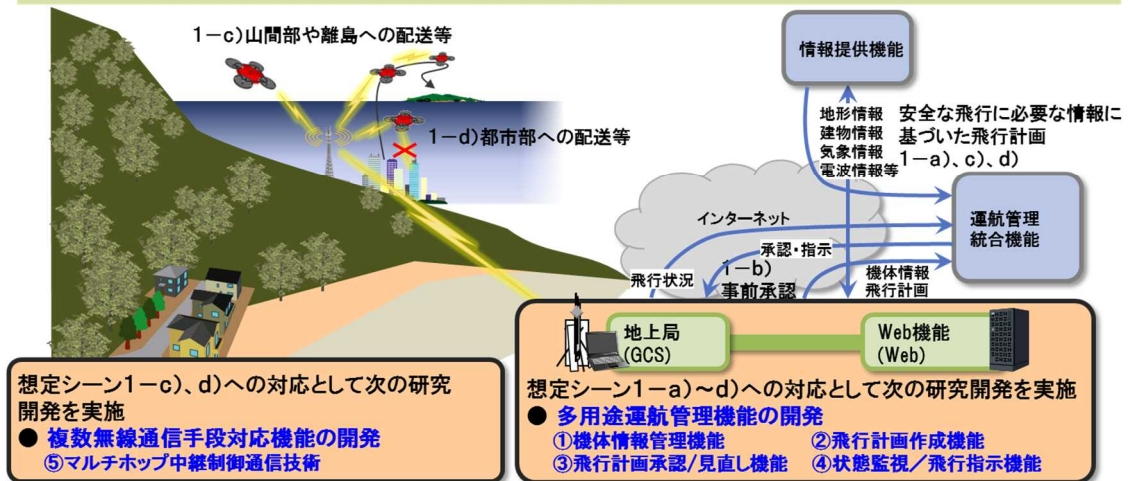 1－c)山間部や離島への配送等
1－d)都市部への配送等
情報提供機能
地形情報
建物情報
気象情報
電波情報等
安全な飛行に必要な情報に
基づいた飛行計画
1－a)、c)、d)
運航管理
統合機能
インターネット
承認・指示
1－b)
事前承認
飛行状況
機体情報
飛行計画
地上局
(GCS)
Web機能
(Web)
想定シーン1－c)、d)への対応として次の研究
開発を実施
● 複数無線通信手段対応機能の開発
⑤マルチホップ中継制御通信技術
想定シーン1－a)～d)への対応として次の研究開発を実施
● 多用途運航管理機能の開発
①機体情報管理機能 ②飛行計画作成機能
③飛行計画承認/見直し機能 ④状態監視／飛行指示機能